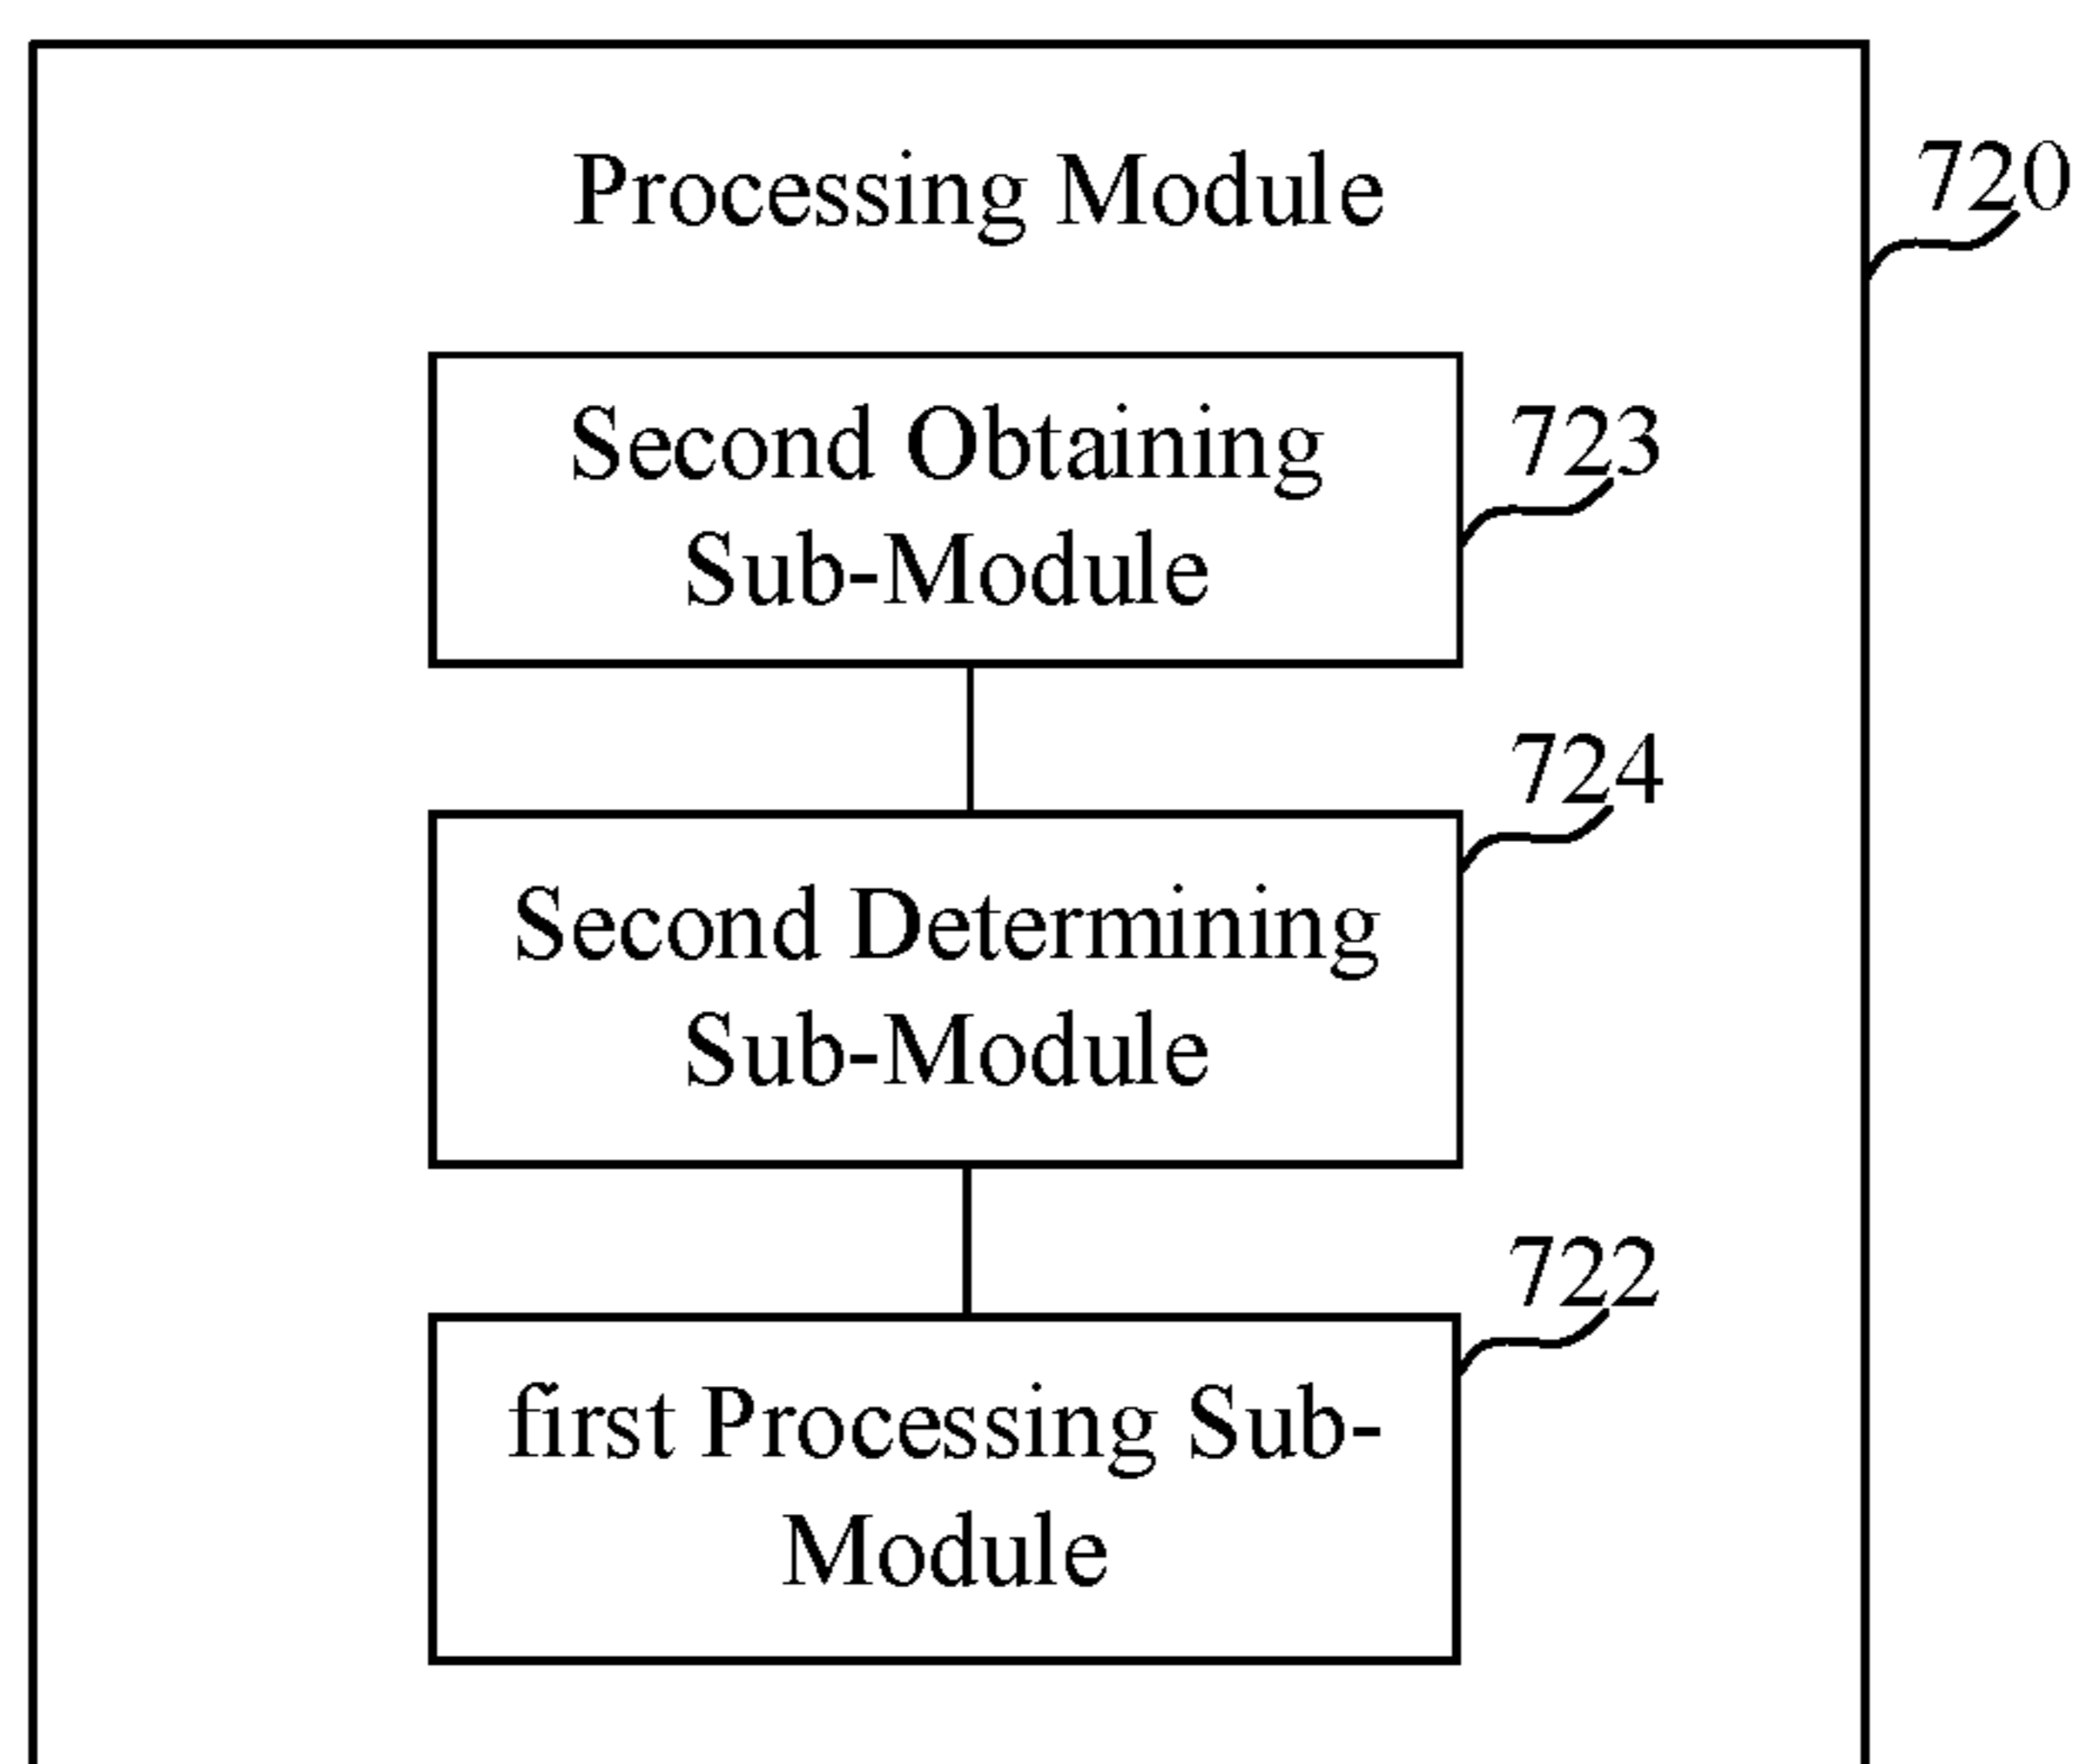 Processing Module
720
Second Obtaining
Sub-Module
723
724
Second Determining
Sub-Module
722
first Processing Sub-
Module